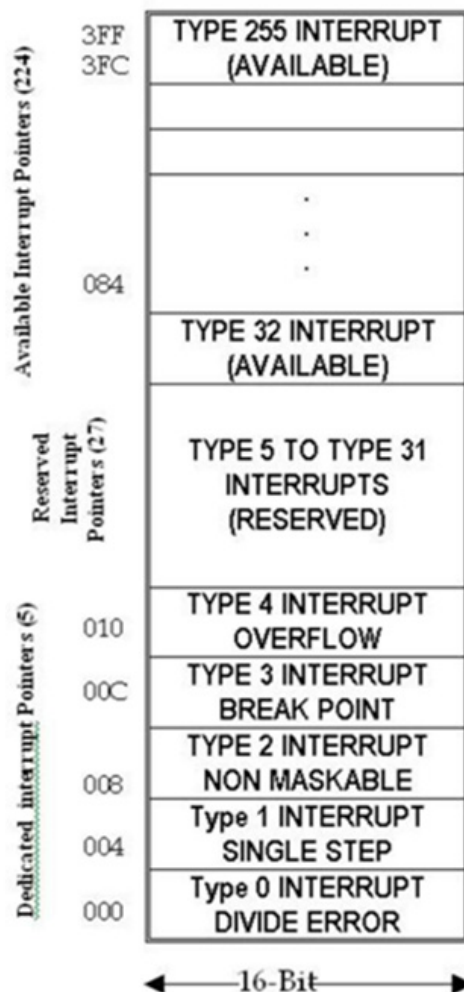 3FF
3FC
TYPE 255 INTERRUPT
(AVAILABLE)
Available Interrupt Pointers (224)
.
.
.
084
TYPE 32 INTERRUPT
(AVAILABLE)
Reserved
Interrupt
Pointers (27)
TYPE 5 TO TYPE 31
INTERRUPTS
(RESERVED)
Dedicated interrupt Pointers (5)
010
TYPE 4 INTERRUPT
OVERFLOW
00C
TYPE 3 INTERRUPT
BREAK POINT
008
TYPE 2 INTERRUPT
NON MASKABLE
004
Type 1 INTERRUPT
SINGLE STEP
000
Type 0 INTERRUPT
DIVIDE ERROR
16-Bit